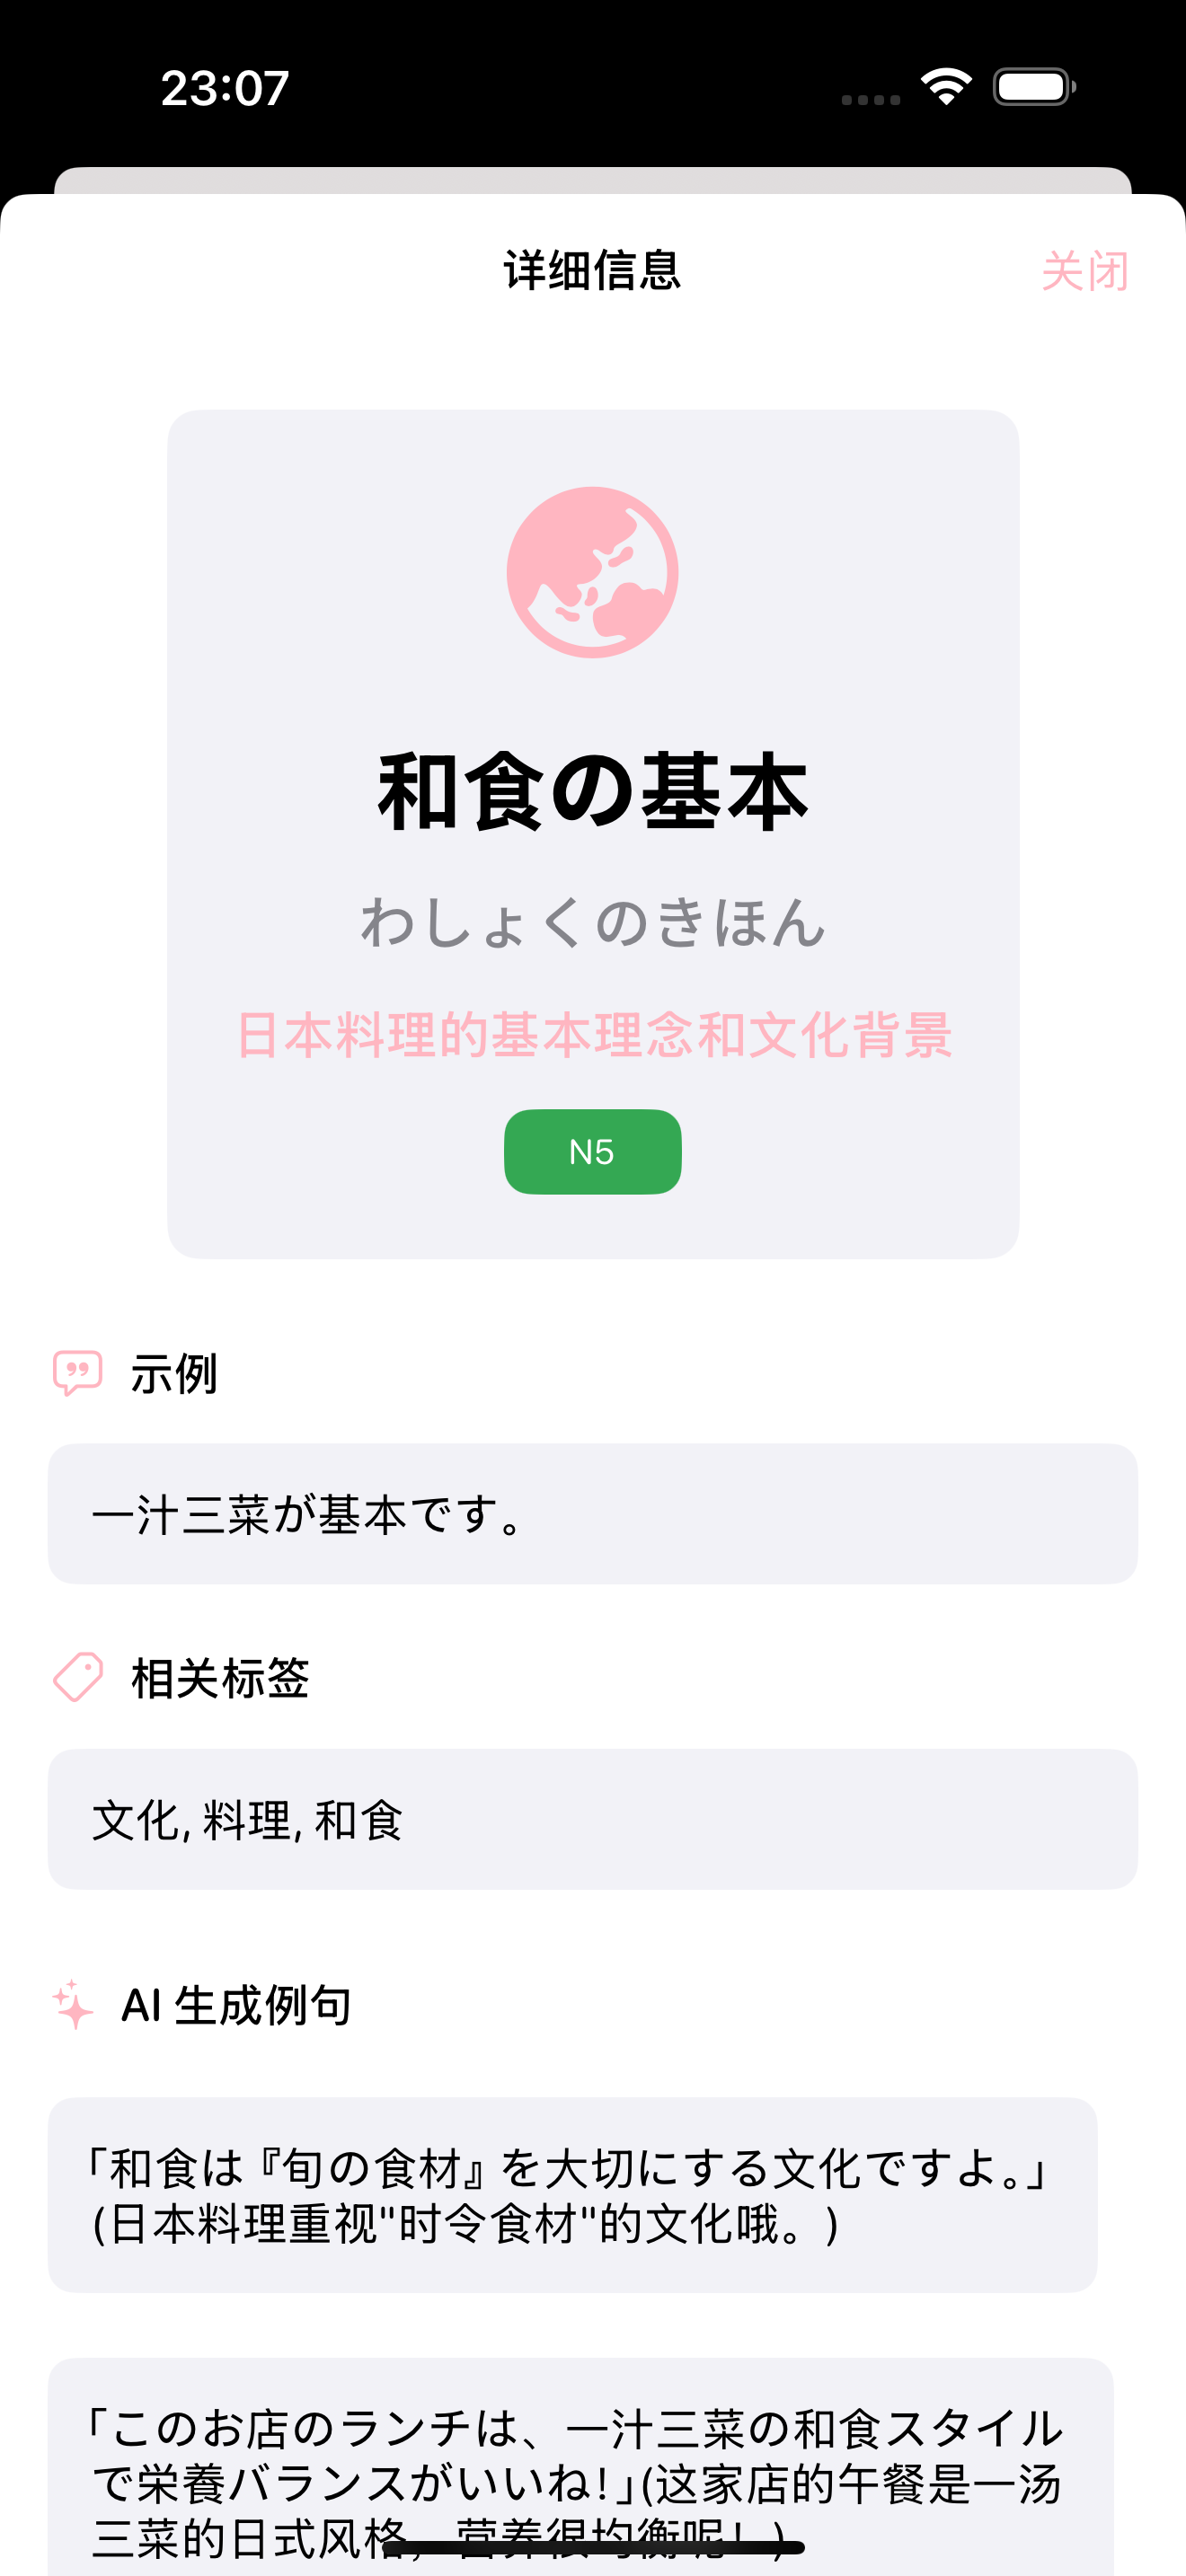 23:07
详细信息
关闭
和食の基本
わしょくのきほん
日本料理的基本理念和文化背景
N5
示例
一汁三菜が基本です。
相关标签
文化, 料理, 和食
AI 生成例句
「和食は『旬の食材』を大切にする文化ですよ。」
(日本料理重视"时令食材"的文化哦。)
「このお店のランチは、一汁三菜の和食スタイル
で栄養バランスがいいね！」(这家店的午餐是一汤
三菜的日式风格，营养很均衡呢！)